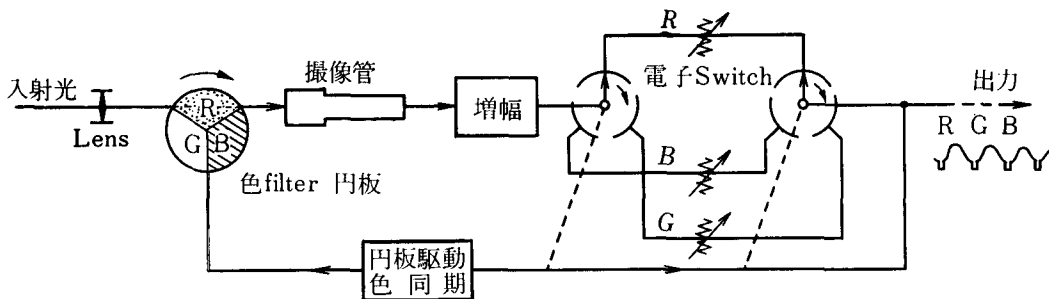 入射光
Lens
R
G
B
色filter 円板
撮像管
増幅
R
電子Switch
B
G
出力
R G B
円板駆動
色同期